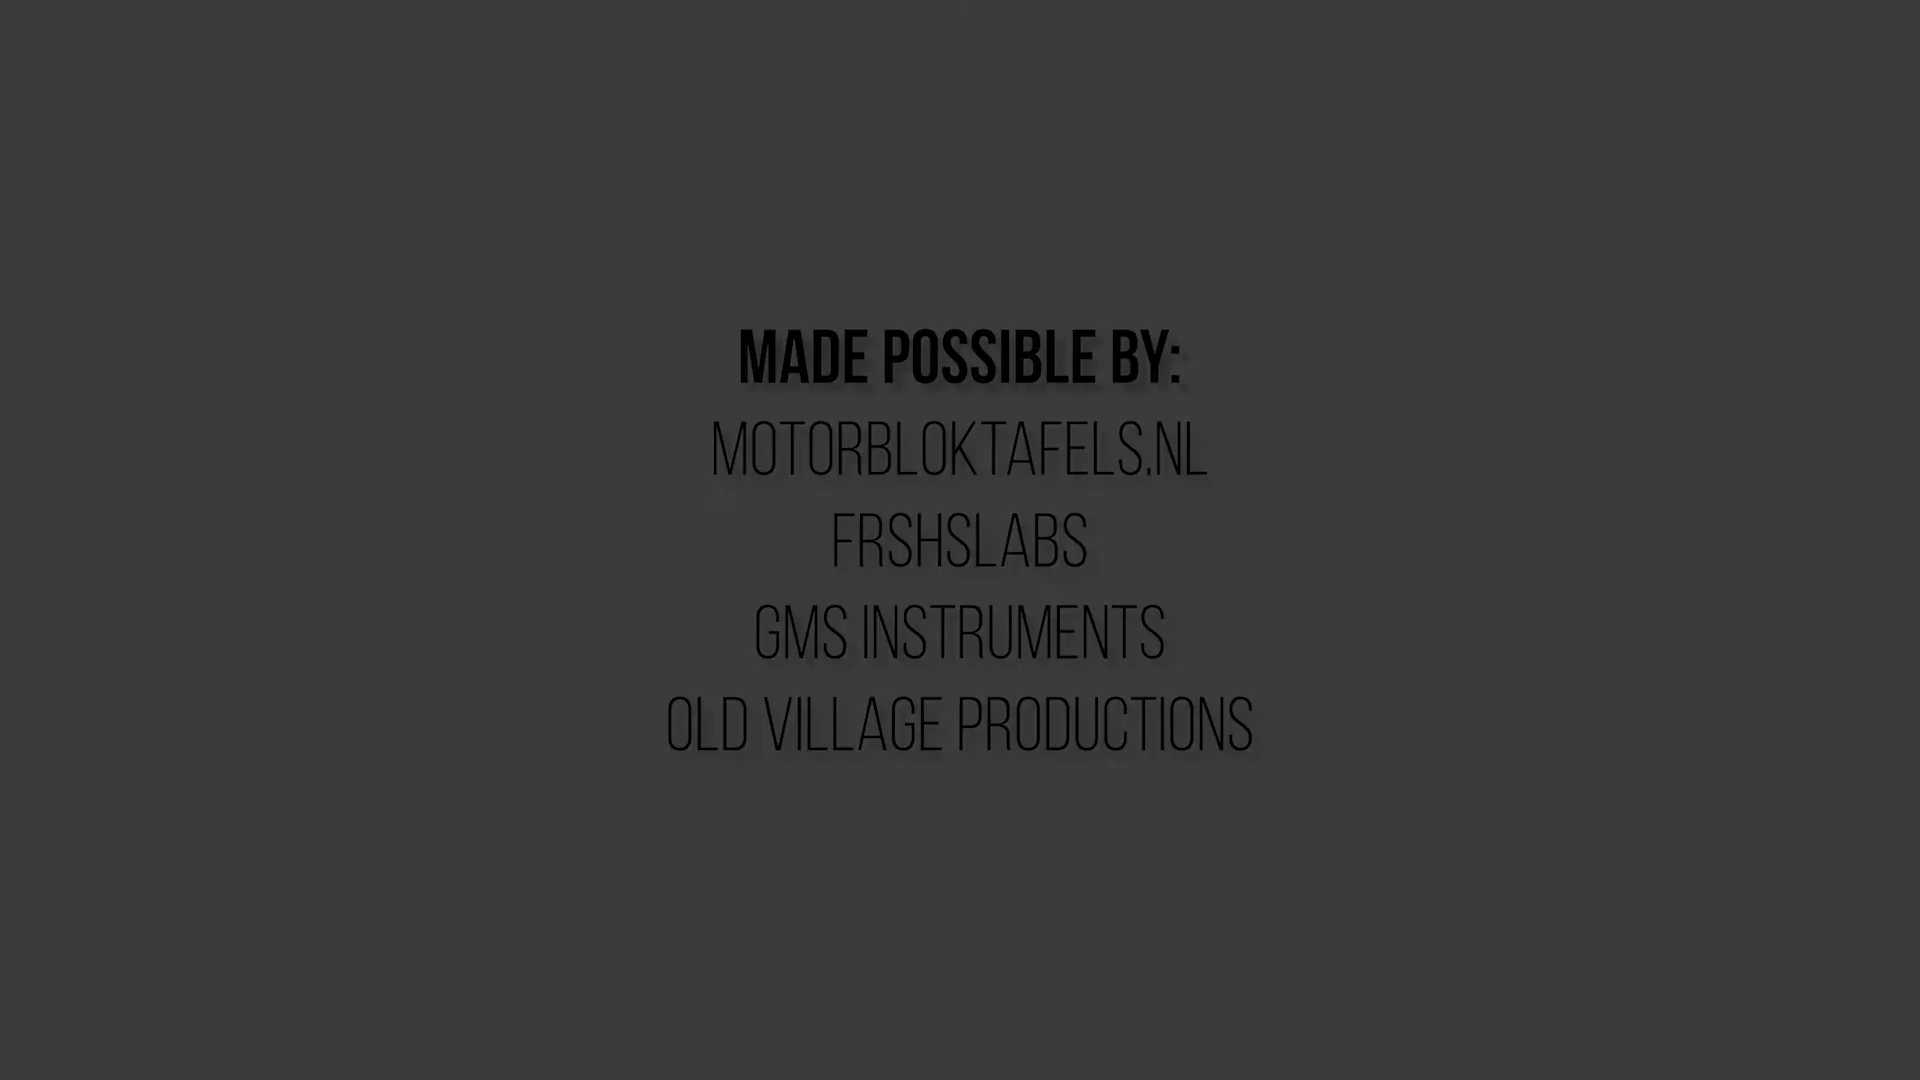 MADE POSSIBLE BY:
MOTORBLOKTAFELS.NL
FRSHSLABS
GMS INSTRUMENTS
OLD VILLAGE PRODUCTIONS